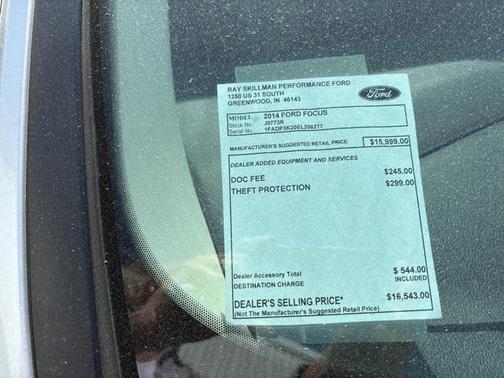 RAY SKILLMAN PERFORMANCE FORD
1250 US 31 SOUTH
GREENWOOD, IN 46143
Ford
MODEL 2014 FORD FOCUS
Stock No. J0773R
Serial No. 1FADP3K20EL206217
MANUFACTURER'S SUGGESTED RETAIL PRICE $15,999.00
DEALER ADDED EQUIPMENT AND SERVICES
DOC FEE $245.00
THEFT PROTECTION $299.00
Dealer Accessory Total $ 544.00
DESTINATION CHARGE INCLUDED
DEALER'S SELLING PRICE* $16,543.00
(Not The Manufacturer's Suggested Retail Price)